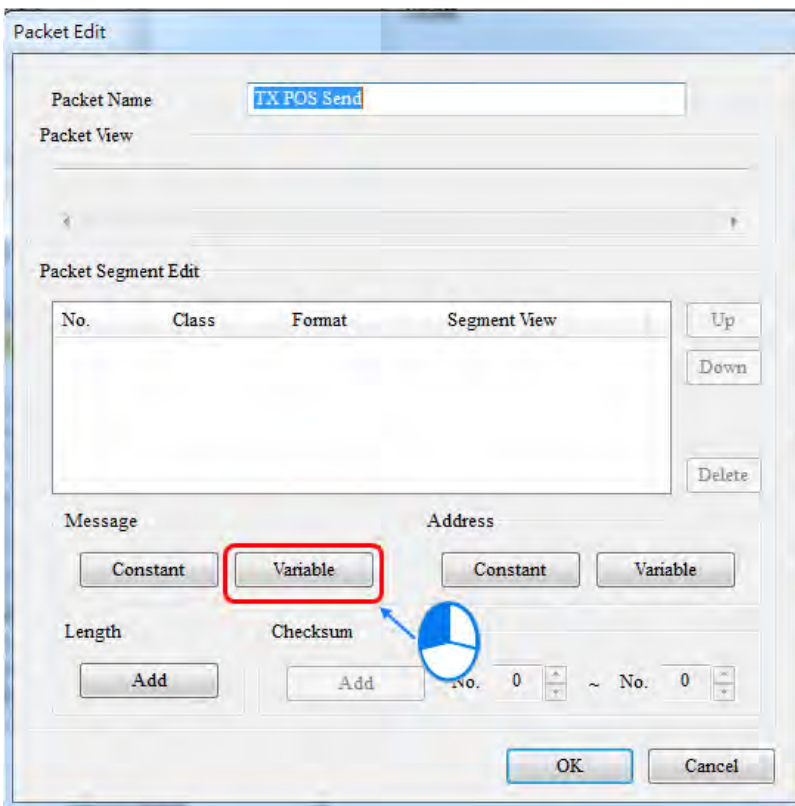 Packet Edit
Packet Name TX POS Send
Packet View
Packet Segment Edit
No. Class Format Segment View
Up
Down
Delete
Message Address
Constant Variable Constant Variable
Length Checksum
Add Add No. 0 ~ No. 0
OK Cancel